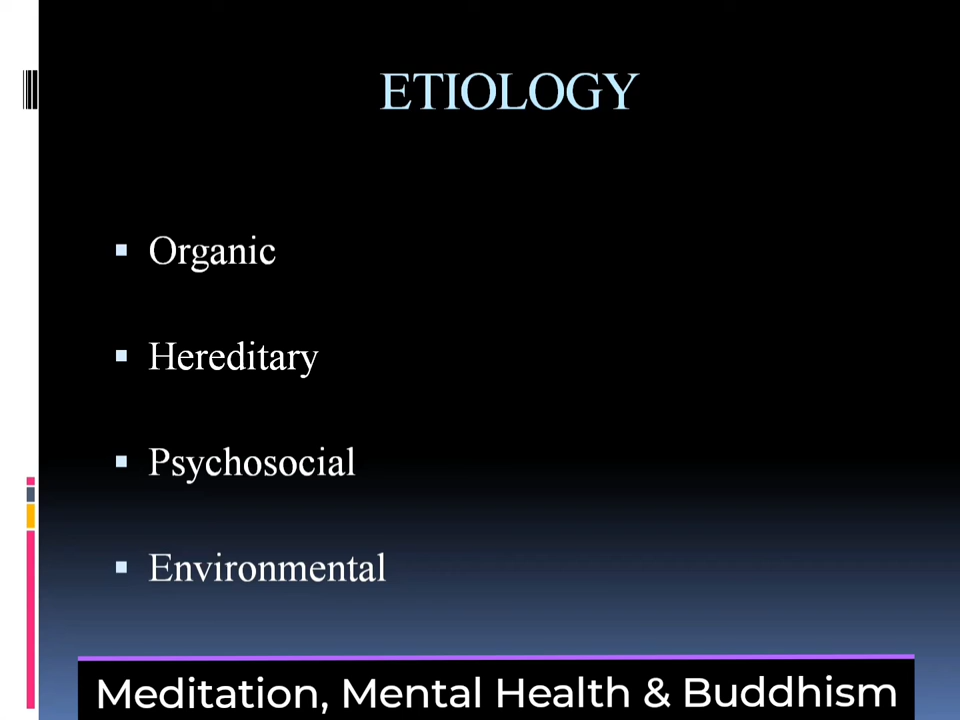 ETIOLOGY
Organic
Hereditary
Psychosocial
Environmental
Meditation, Mental Health & Buddhism